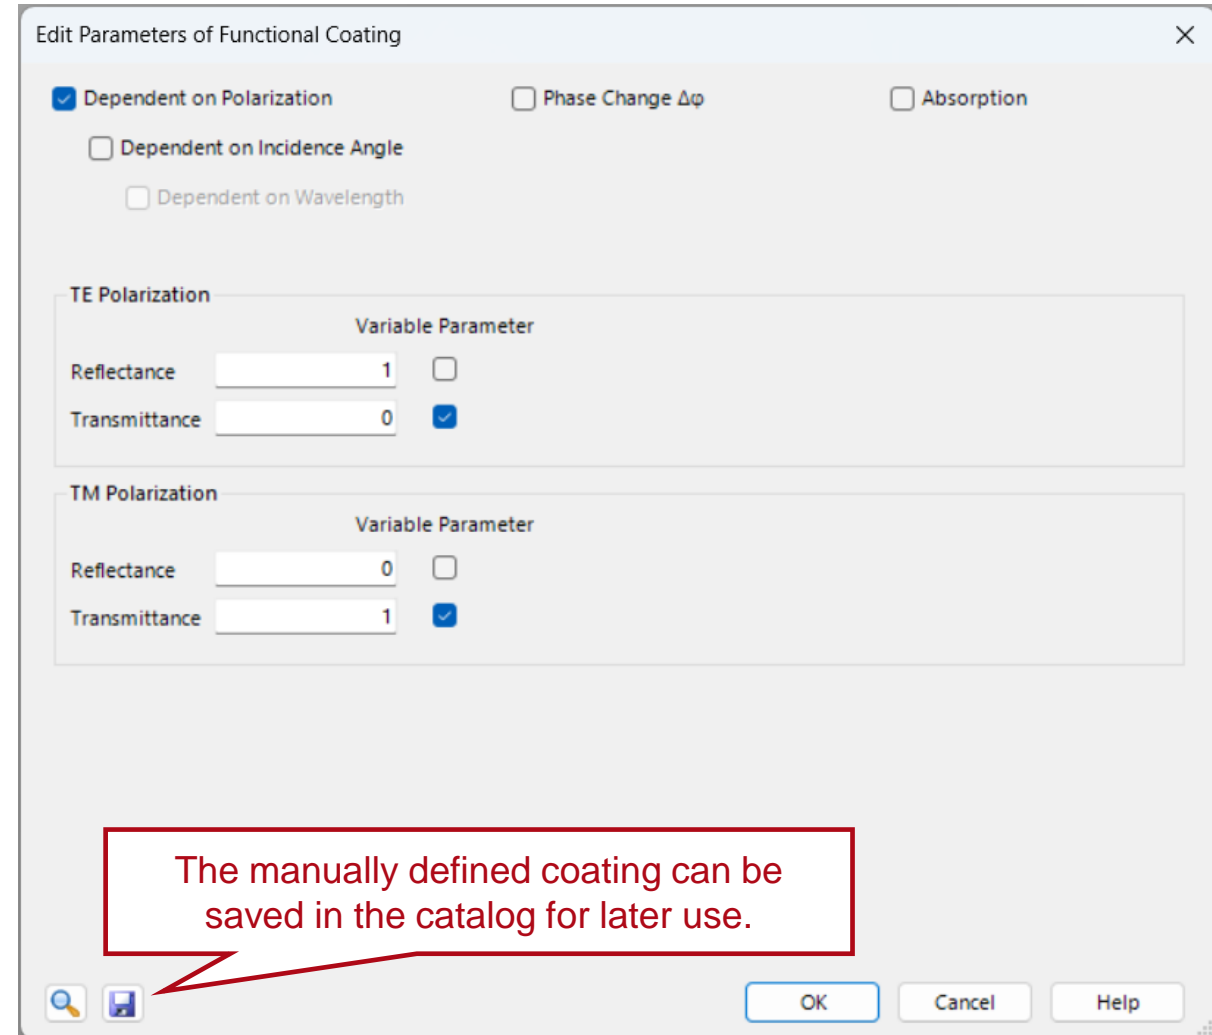 Edit Parameters of Functional Coating
Dependent on Polarization
Phase Change Δφ
Absorption
Dependent on Incidence Angle
Dependent on Wavelength
TE Polarization
Variable Parameter
Reflectance 1
Transmittance 0
TM Polarization
Variable Parameter
Reflectance 0
Transmittance 1
The manually defined coating can be
saved in the catalog for later use.
OK
Cancel
Help